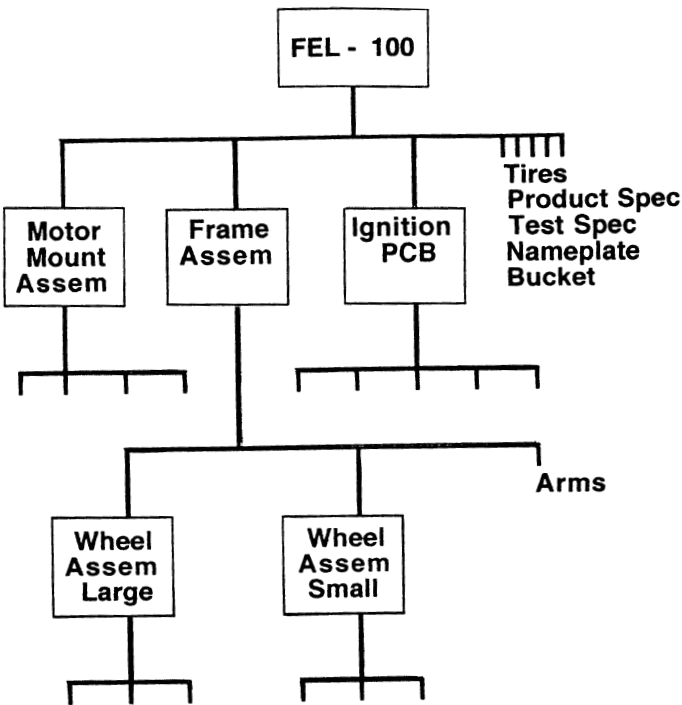 FEL - 100
Tires
Product Spec
Test Spec
Nameplate
Bucket
Motor
Mount
Assem
Frame
Assem
Ignition
PCB
Arms
Wheel
Assem
Large
Wheel
Assem
Small